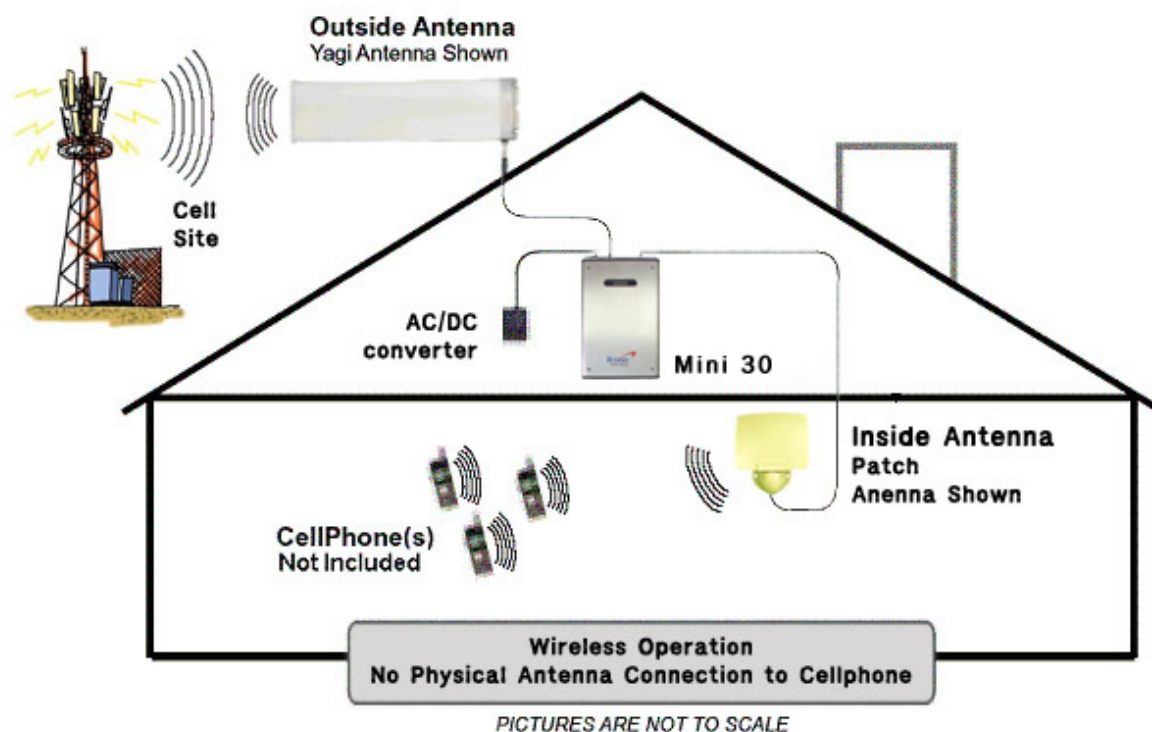 Outside Antenna
Yagi Antenna Shown
Cell
Site
AC/DC
converter
Mini 30
Inside Antenna
Patch
Anenna Shown
CellPhone(s)
Not Included
Wireless Operation
No Physical Antenna Connection to Cellphone
PICTURES ARE NOT TO SCALE